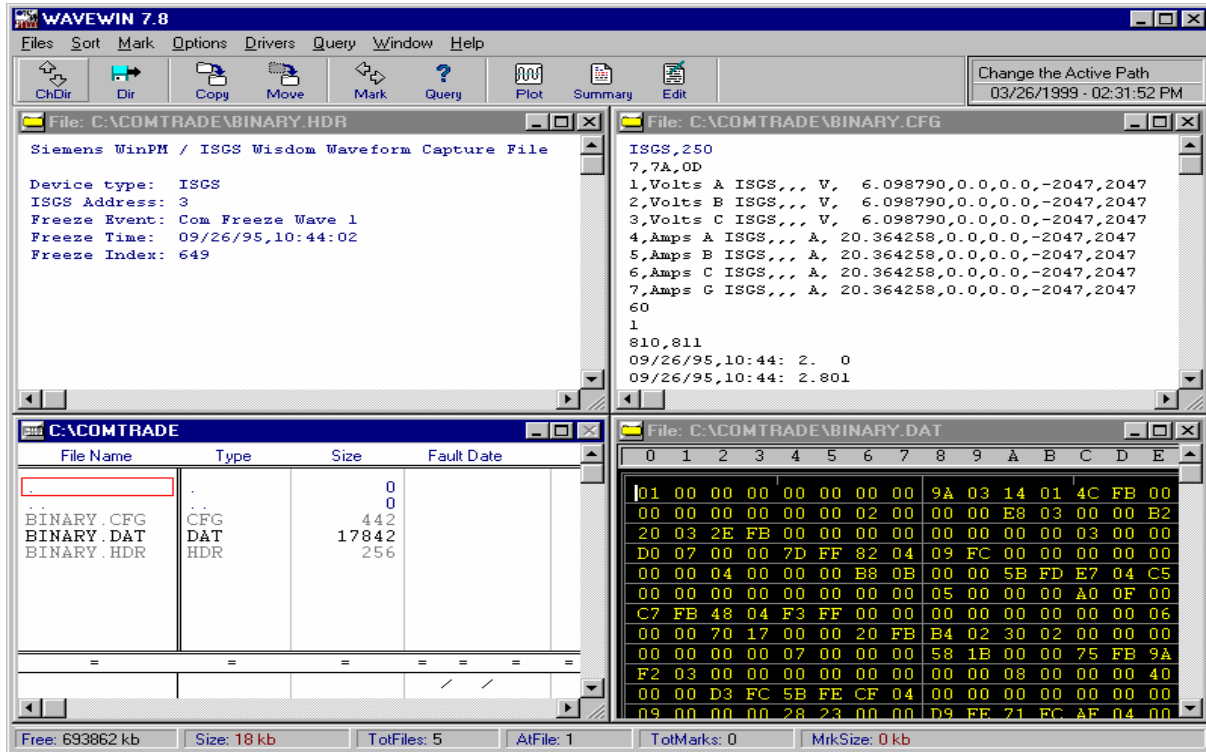 WAVEWIN 7.8
Files Sort Mark Options Drivers Query Window Help
ChDir Dir Copy Move Mark Query Plot Summary Edit
Change the Active Path
03/26/1999 - 02:31:52 PM
File: C:\COMTRADE\BINARY.HDR
Siemens WinPM / ISGS Wisdom Waveform Capture File
Device type: ISGS
ISGS Address: 3
Freeze Event: Com Freeze Wave 1
Freeze Time: 09/26/95,10:44:02
Freeze Index: 649
File: C:\COMTRADE\BINARY.CFG
ISGS,250
7,7A,0D
1,Volts A ISGS,,, V, 6.098790,0.0,0.0,-2047,2047
2,Volts B ISGS,,, V, 6.098790,0.0,0.0,-2047,2047
3,Volts C ISGS,,, V, 6.098790,0.0,0.0,-2047,2047
4,Amps A ISGS,,, A, 20.364258,0.0,0.0,-2047,2047
5,Amps B ISGS,,, A, 20.364258,0.0,0.0,-2047,2047
6,Amps C ISGS,,, A, 20.364258,0.0,0.0,-2047,2047
7,Amps G ISGS,,, A, 20.364258,0.0,0.0,-2047,2047
60
1
810,811
09/26/95,10:44: 2. 0
09/26/95,10:44: 2.801
C:\COMTRADE
File Name Type Size Fault Date
. . 0
.. .. 0
BINARY.CFG CFG 442
BINARY.DAT DAT 17842
BINARY.HDR HDR 256
= = = = = = =
/ /
File: C:\COMTRADE\BINARY.DAT
0 1 2 3 4 5 6 7 8 9 A B C D E
01 00 00 00 00 00 00 00 9A 03 14 01 4C FB 00
00 00 00 00 00 00 02 00 00 00 E8 03 00 00 B2
20 03 2E FB 00 00 00 00 00 00 00 00 03 00 00
D0 07 00 00 7D FF 82 04 09 FC 00 00 00 00 00
00 00 04 00 00 00 B8 0B 00 00 5B FD E7 04 C5
00 00 00 00 00 00 00 00 05 00 00 00 A0 0F 00
C7 FB 48 04 F3 FF 00 00 00 00 00 00 00 00 06
00 00 70 17 00 00 20 FB B4 02 30 02 00 00 00
00 00 00 00 07 00 00 00 58 1B 00 00 75 FB 9A
F2 03 00 00 00 00 00 00 00 00 00 08 00 00 40
00 00 D3 FC 5B FE CF 04 00 00 00 00 00 00 00
09 00 00 00 28 23 00 00 D9 FE 71 FC AF 04 00
Free: 693862 kb Size: 18 kb TotFiles: 5 AtFile: 1 TotMarks: 0 MrkSize: 0 kb